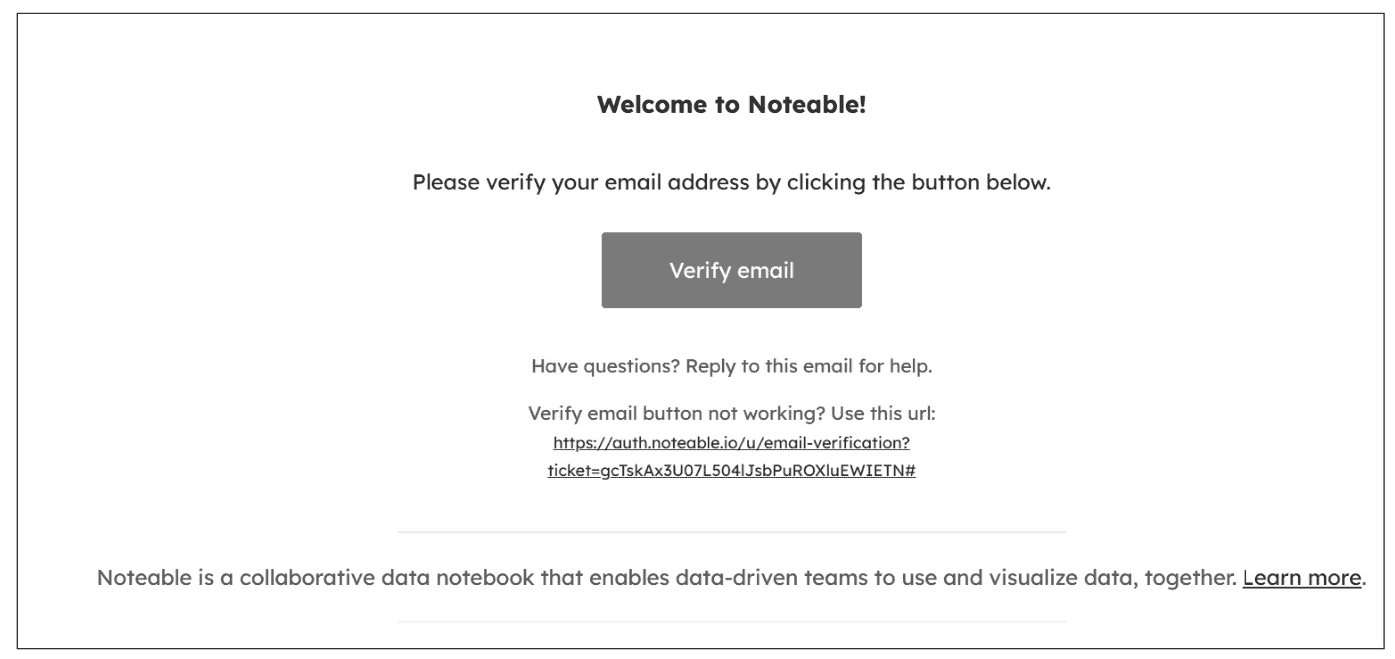 Welcome to Noteable!
Please verify your email address by clicking the button below.
Verify email
Have questions? Reply to this email for help.
Verify email button not working? Use this url:
https://auth.noteable.io/u/email-verification?
ticket=gcTskAx3U07L504lJsbPuROXluEWIETN#
Noteable is a collaborative data notebook that enables data-driven teams to use and visualize data, together. Learn more.